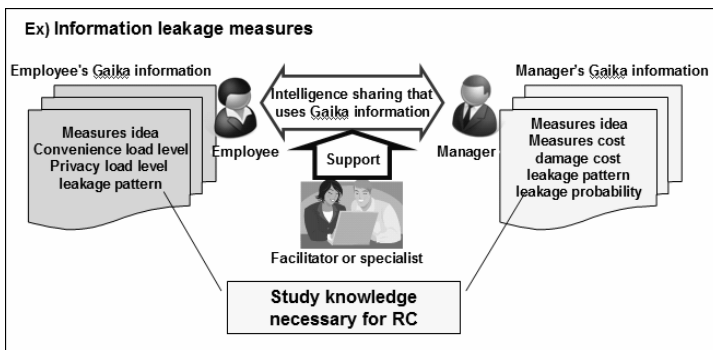 Ex) Information leakage measures
Employee's Gaika information
Measures idea
Convenience load level
Privacy load level
leakage pattern
Employee
Intelligence sharing that
uses Gaika information
Support
Facilitator or specialist
Manager
Manager's Gaika information
Measures idea
Measures cost
damage cost
leakage pattern
leakage probability
Study knowledge
necessary for RC